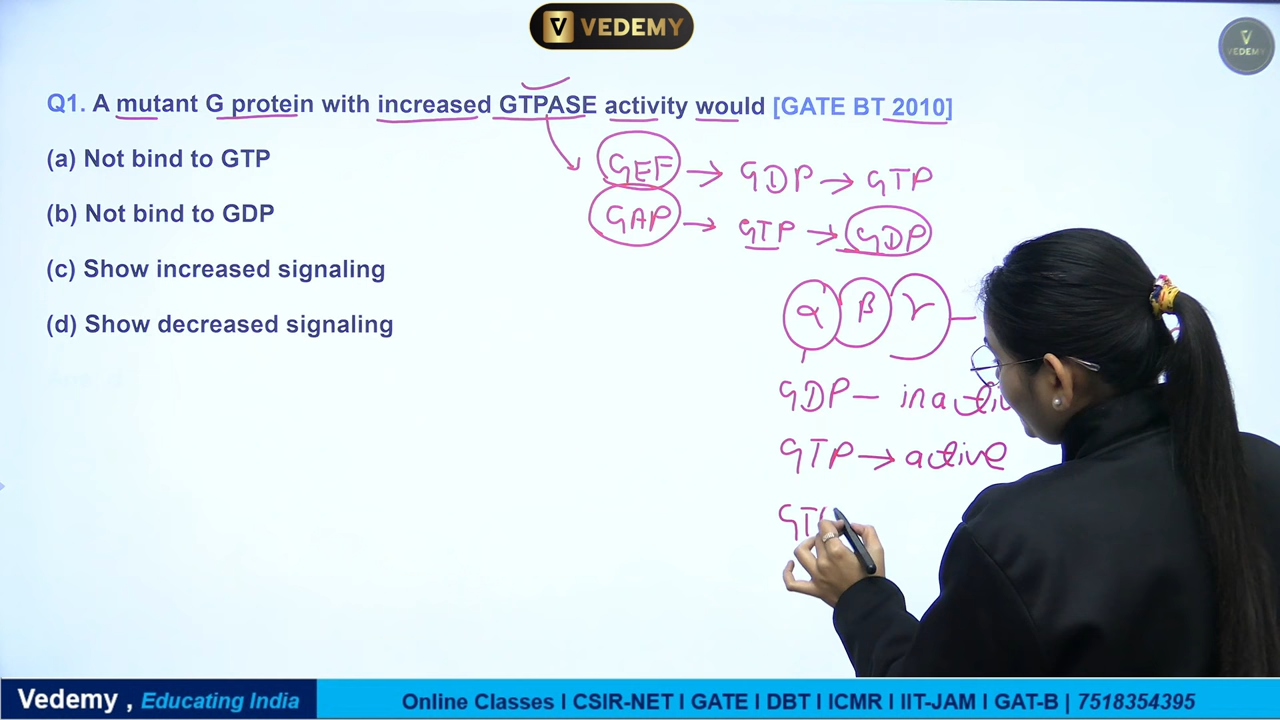 VEDEMY
VEDEMY
Q1. A mutant G protein with increased GTPASE activity would [GATE BT 2010]
(a) Not bind to GTP
(b) Not bind to GDP
(c) Show increased signaling
(d) Show decreased signaling
GEF → GDP → GTP
GAP → GTP → GDP
α β γ
GDP –
GTP → active
Vedemy , Educating India
Online Classes I CSIR-NET I GATE I DBT I ICMR I IIT-JAM I GAT-B | 7518354395